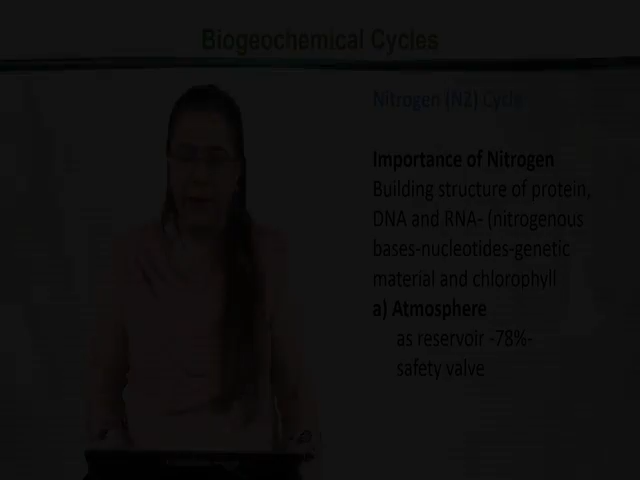 Biogeochemical Cycles
Nitrogen (N2) Cycle
Importance of Nitrogen
Building structure of protein,
DNA and RNA- (nitrogenous
bases-nucleotides-genetic
material and chlorophyll
a) Atmosphere
as reservoir -78%-
safety valve